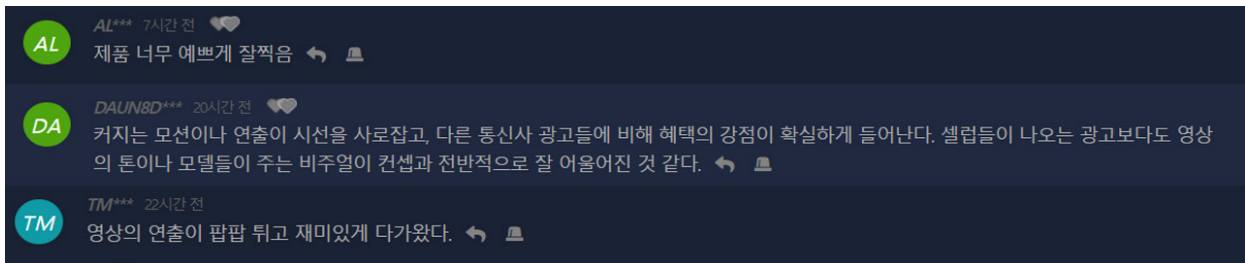 AL
AL*** 7시간 전
제품 너무 예쁘게 잘찍음
DA
DAUN8D*** 20시간 전
커지는 모션이나 연출이 시선을 사로잡고, 다른 통신사 광고들에 비해 혜택의 강점이 확실하게 들어난다. 셀럽들이 나오는 광고보다도 영상
의 톤이나 모델들이 주는 비주얼이 컨셉과 전반적으로 잘 어울어진 것 같다.
TM
TM*** 22시간 전
영상의 연출이 팝팝 튀고 재미있게 다가왔다.